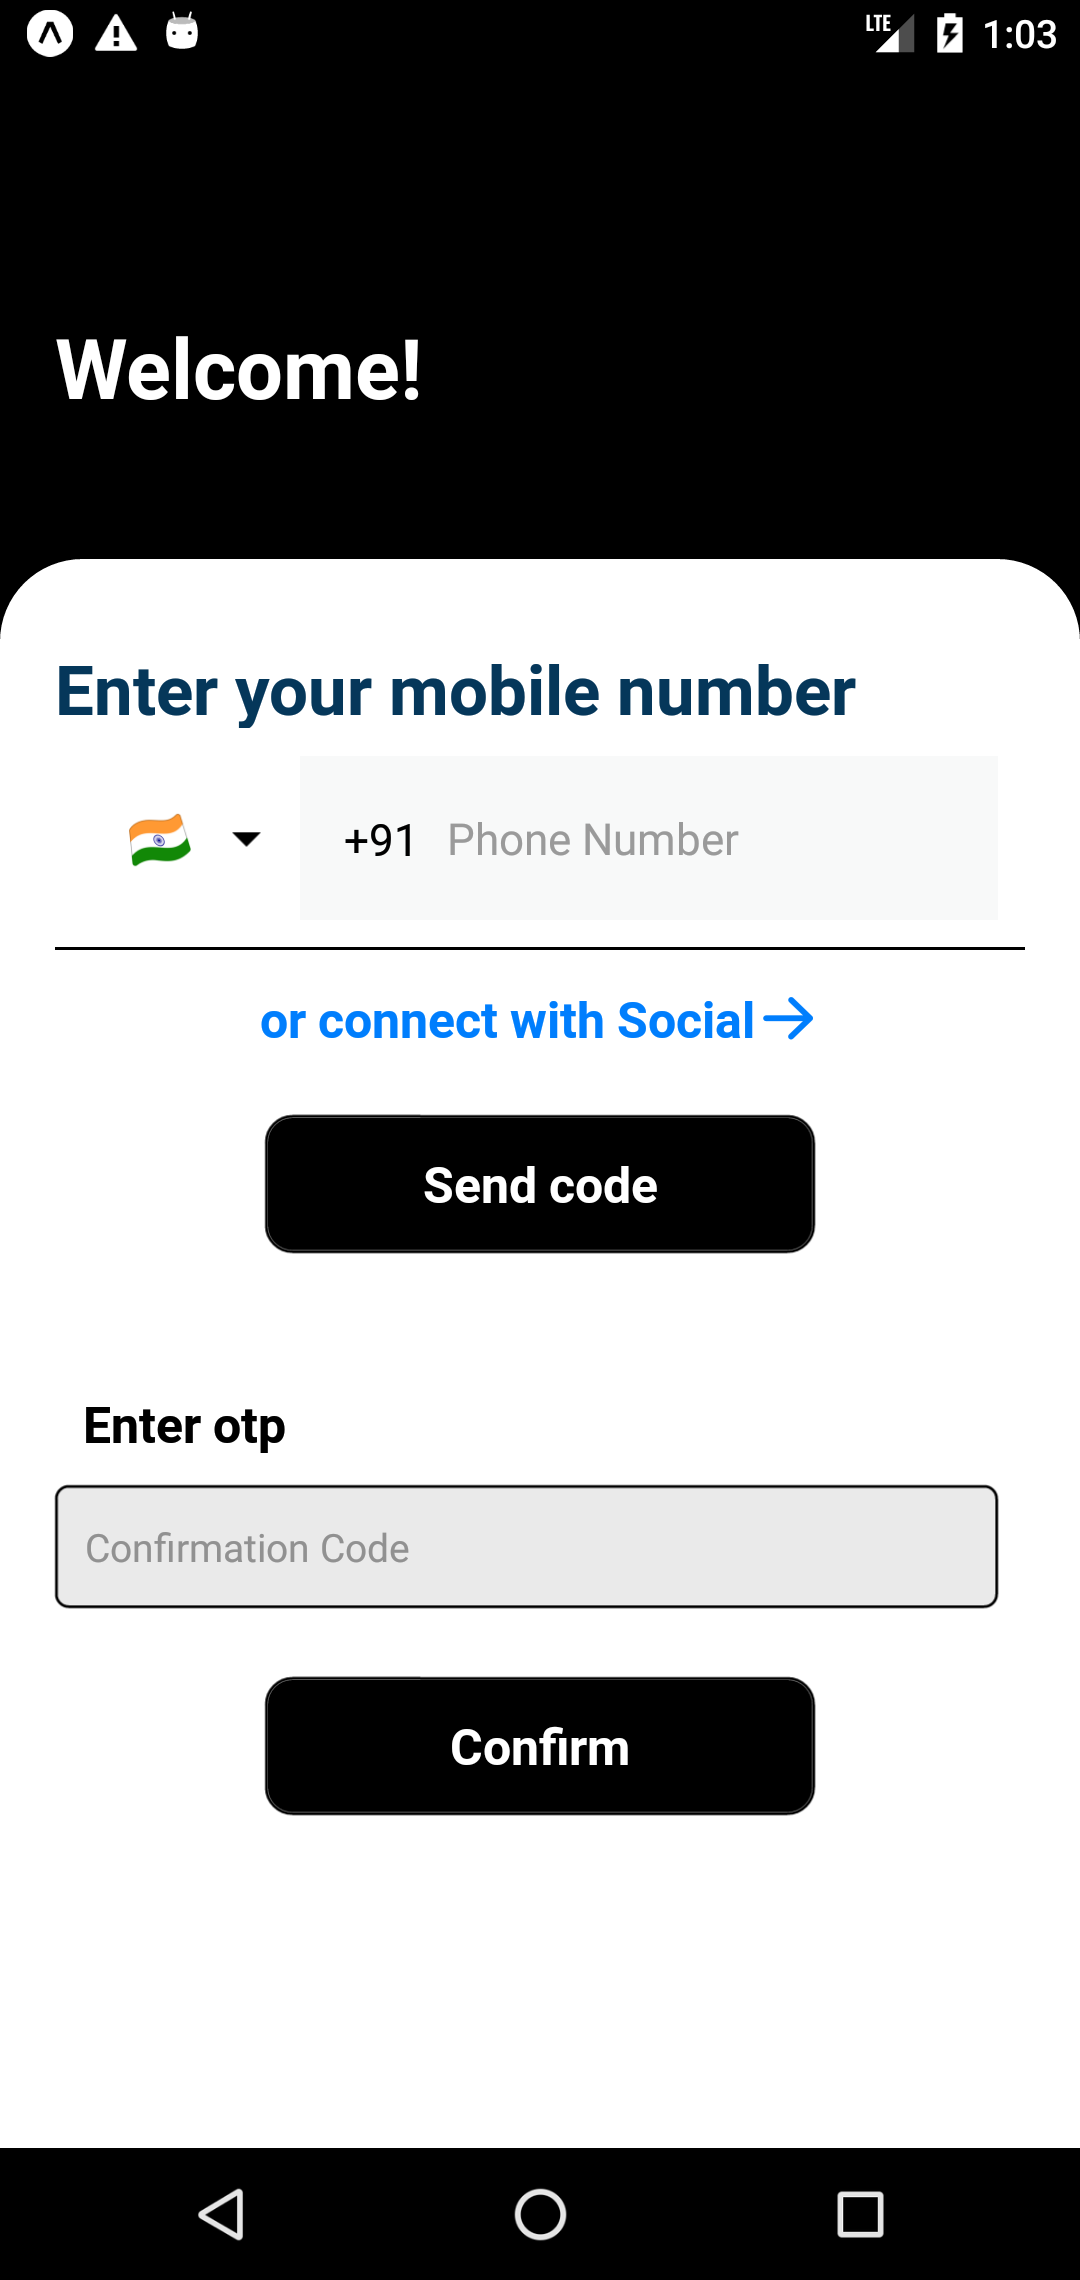 LTE 1:03
Welcome!
Enter your mobile number
+91 Phone Number
or connect with Social
Send code
Enter otp
Confirmation Code
Confirm